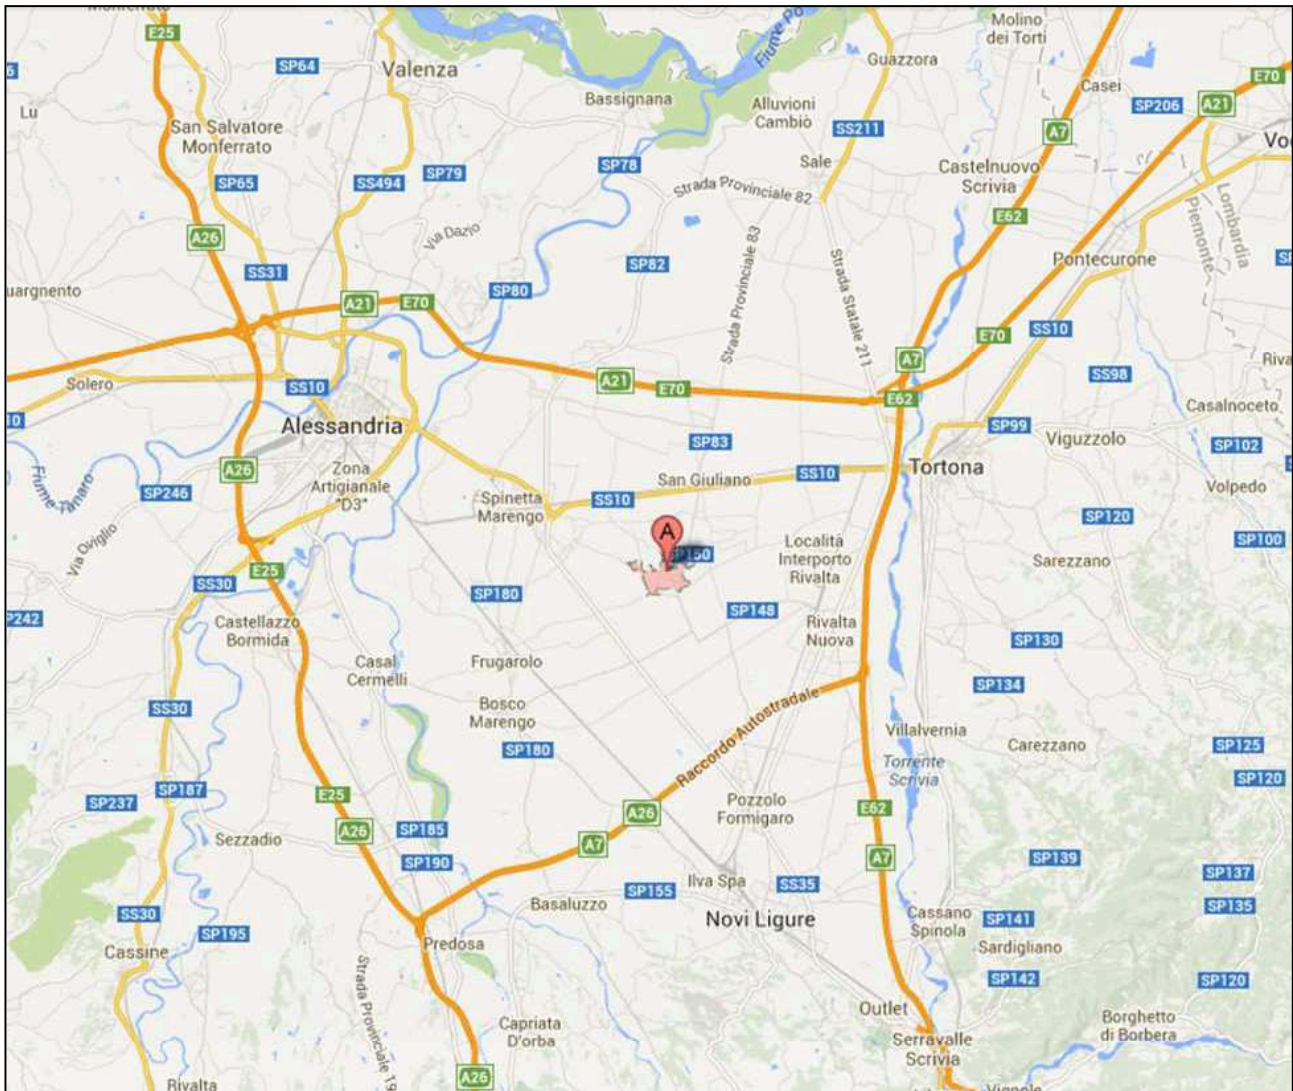 Monferrato
E25
SP64
Valenza
Fiume Po
Molino
dei Torti
Guazzora
E70
Casei
SP206
A21
Lu
Bassignana
Alluvioni
Cambiò
SS211
A7
San Salvatore
Monferrato
SP78
Sale
Castelnuovo
Scrivia
SP65
SS494
SP79
Strada Provinciale 82
E62
Lombardia
Piemonte
A26
Via Dazio
SP82
Strada Provinciale 83
Strada Statale 211
Pontecurone
SS31
uargnento
SP80
A21
E70
E70
SS10
A7
Solero
SS10
A21
E70
E62
SS98
Casalnoceto
Alessandria
SP83
SP99
Viguzzolo
SP102
A26
Zona
Artigianale
"D3"
Fiume Tanaro
SP246
San Giuliano
SS10
Tortona
Volpedo
Spinetta
Marengo
SS10
SP120
Via Oviglio
A
SP150
Località
Interporto
Rivalta
SP100
Sarezzano
E25
SS30
SP180
SP148
P242
Castellazzo
Bormida
Rivalta
Nuova
SP130
Casal
Cermelli
Frugarolo
SP134
SS30
Bosco
Marengo
Raccordo Autostradale
Villalvernia
Carezzano
SP125
SP180
Torrente
Scrivia
SP120
SP187
SP237
E25
Pozzolo
Formigaro
E62
A26
SP185
Sezzadio
A26
A7
SP190
A7
SP139
SP137
Ilva Spa
SS35
SP155
SP135
SS30
Basaluzzo
Novi Ligure
Cassano
Spinola
SP141
SP195
Cassine
Predosa
Sardigliano
SP142
SP120
Strada Provinciale 19
Outlet
Borghetto
di Borbera
Capriata
D'orba
Serravalle
Scrivia
A26
Rivalta
Vignole